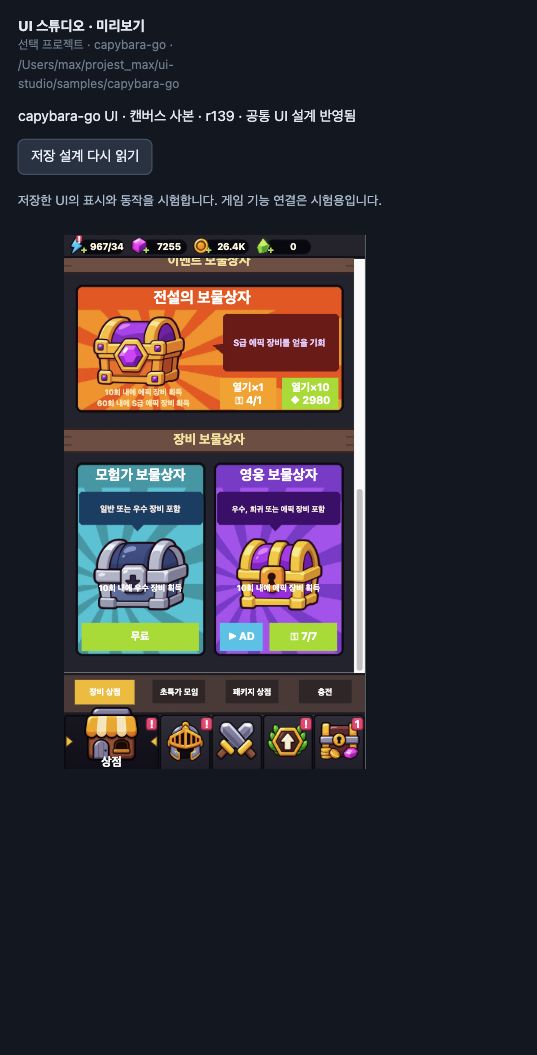 UI 스튜디오 · 미리보기
선택 프로젝트 · capybara-go ·
/Users/max/projest_max/ui-
studio/samples/capybara-go
capybara-go UI · 캔버스 사본 · r139 · 공통 UI 설계 반영됨
저장 설계 다시 읽기
저장한 UI의 표시와 동작을 시험합니다. 게임 기능 연결은 시험용입니다.
967/34 7255 26.4K 0
이벤트 보물상자
전설의 보물상자
S급 에픽 장비를 얻을 기회
10회 내에 에픽 장비 획득
60회 내에 S급 에픽 장비 획득
열기×1
4/1
열기×10
◆ 2980
장비 보물상자
모험가 보물상자
일반 또는 우수 장비 포함
10회 내에 우수 장비 획득
무료
영웅 보물상자
우수, 희귀 또는 에픽 장비 포함
10회 내에 에픽 장비 획득
▶ AD
7/7
장비 상점 초특가 모임 패키지 상점 충전
! ! ! 1
상점